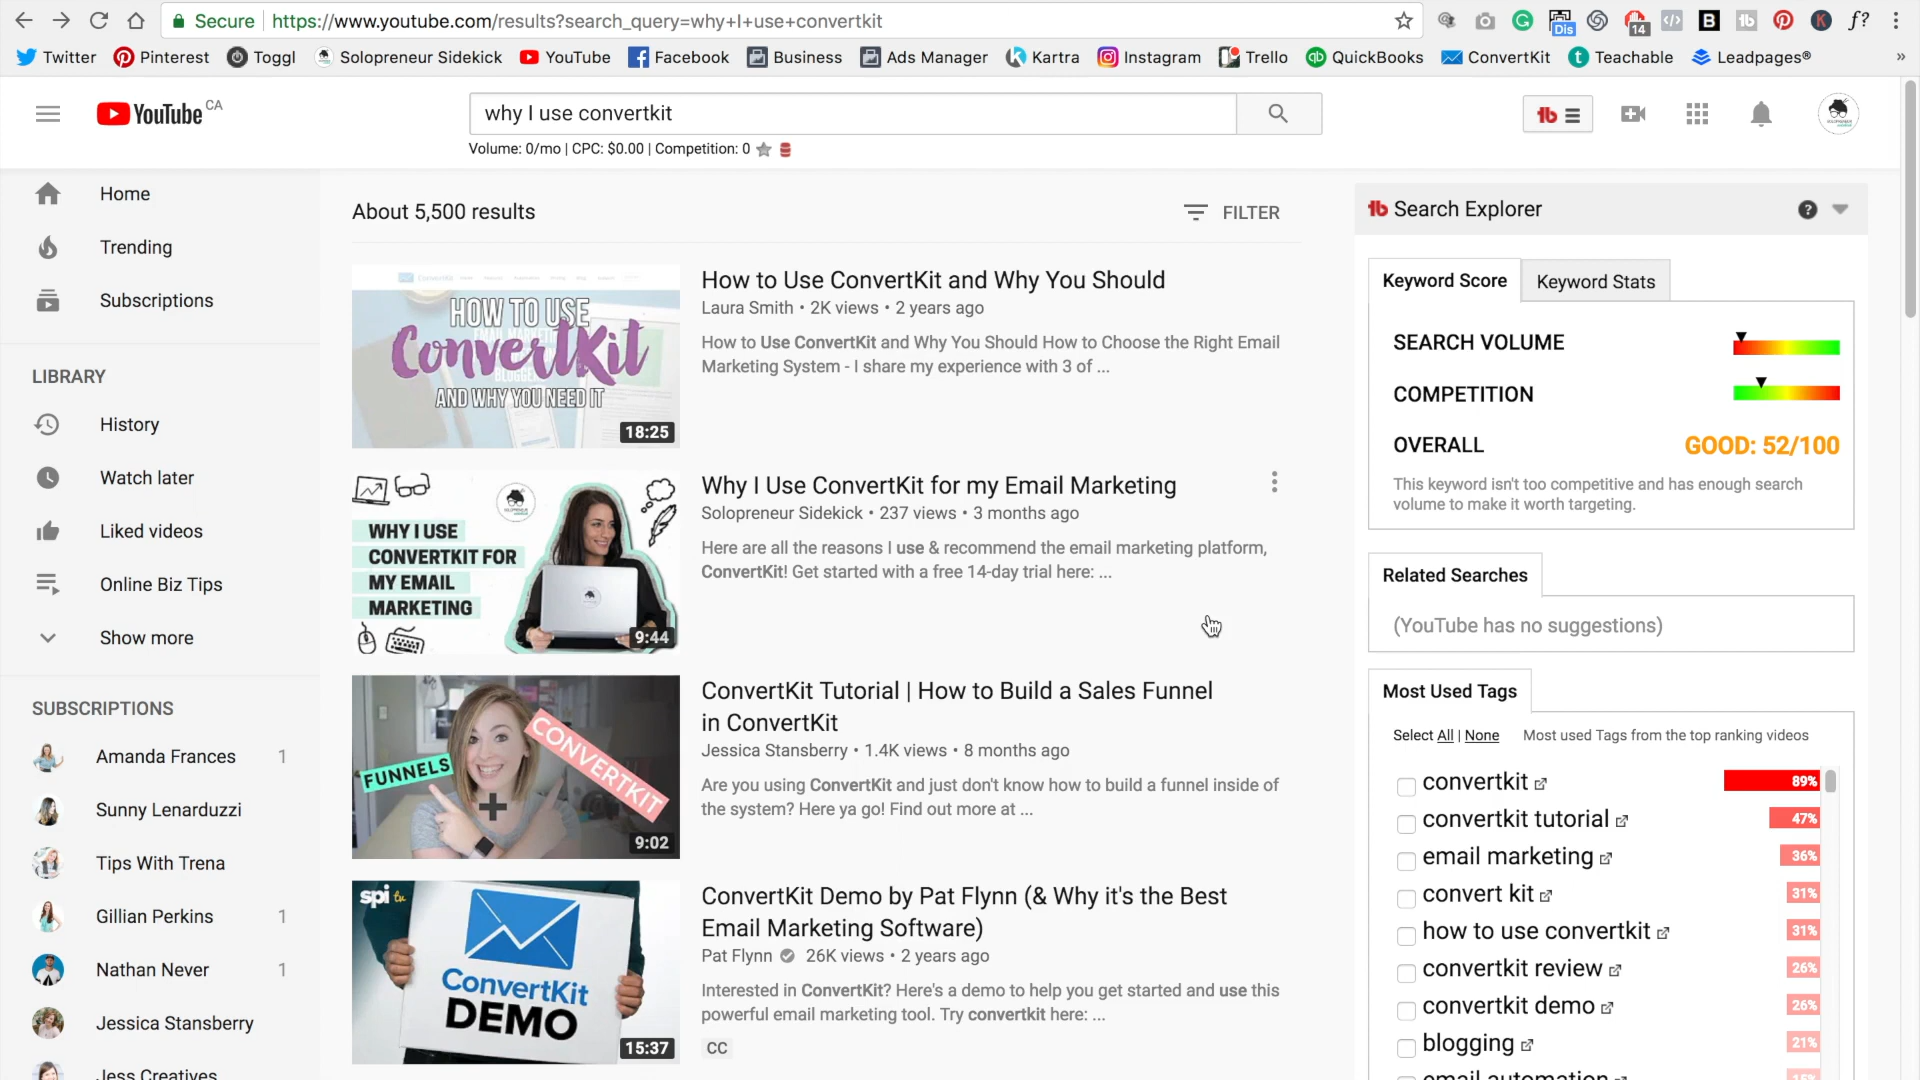 Secure https://www.youtube.com/results?search_query=why+I+use+convertkit
Dis
14
</>
B
tb
K
f?
Twitter Pinterest Toggl Solopreneur Sidekick YouTube Facebook Business Ads Manager Kartra Instagram Trello QuickBooks ConvertKit Teachable Leadpages® »
YouTube CA
why I use convertkit
tb
Volume: 0/mo | CPC: $0.00 | Competition: 0
Home
Trending
Subscriptions
LIBRARY
History
Watch later
Liked videos
Online Biz Tips
Show more
SUBSCRIPTIONS
Amanda Frances 1
Sunny Lenarduzzi
Tips With Trena
Gillian Perkins 1
Nathan Never 1
Jessica Stansberry
Jess Creatives
About 5,500 results
FILTER
HOW TO USE
ConvertKit
AND WHY YOU NEED IT
18:25
How to Use ConvertKit and Why You Should
Laura Smith • 2K views • 2 years ago
How to Use ConvertKit and Why You Should How to Choose the Right Email
Marketing System - I share my experience with 3 of ...
WHY I USE
CONVERTKIT FOR
MY EMAIL
MARKETING
9:44
Why I Use ConvertKit for my Email Marketing
Solopreneur Sidekick • 237 views • 3 months ago
Here are all the reasons I use & recommend the email marketing platform,
ConvertKit! Get started with a free 14-day trial here: ...
FUNNELS
CONVERTKIT
9:02
ConvertKit Tutorial | How to Build a Sales Funnel
in ConvertKit
Jessica Stansberry • 1.4K views • 8 months ago
Are you using ConvertKit and just don't know how to build a funnel inside of
the system? Here ya go! Find out more at ...
spi tv
ConvertKit
DEMO
15:37
ConvertKit Demo by Pat Flynn (& Why it's the Best
Email Marketing Software)
Pat Flynn 26K views • 2 years ago
Interested in ConvertKit? Here's a demo to help you get started and use this
powerful email marketing tool. Try convertkit here: ...
CC
tb Search Explorer ?
Keyword Score Keyword Stats
SEARCH VOLUME
COMPETITION
OVERALL GOOD: 52/100
This keyword isn't too competitive and has enough search
volume to make it worth targeting.
Related Searches
(YouTube has no suggestions)
Most Used Tags
Select All | None Most used Tags from the top ranking videos
convertkit 89%
convertkit tutorial 47%
email marketing 36%
convert kit 31%
how to use convertkit 31%
convertkit review 26%
convertkit demo 26%
blogging 21%
email automation 15%